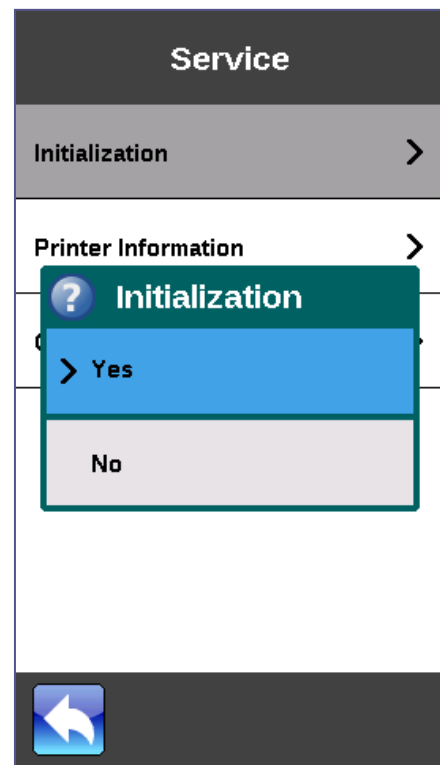 Service
Initialization
Printer Information
Initialization
Yes
No